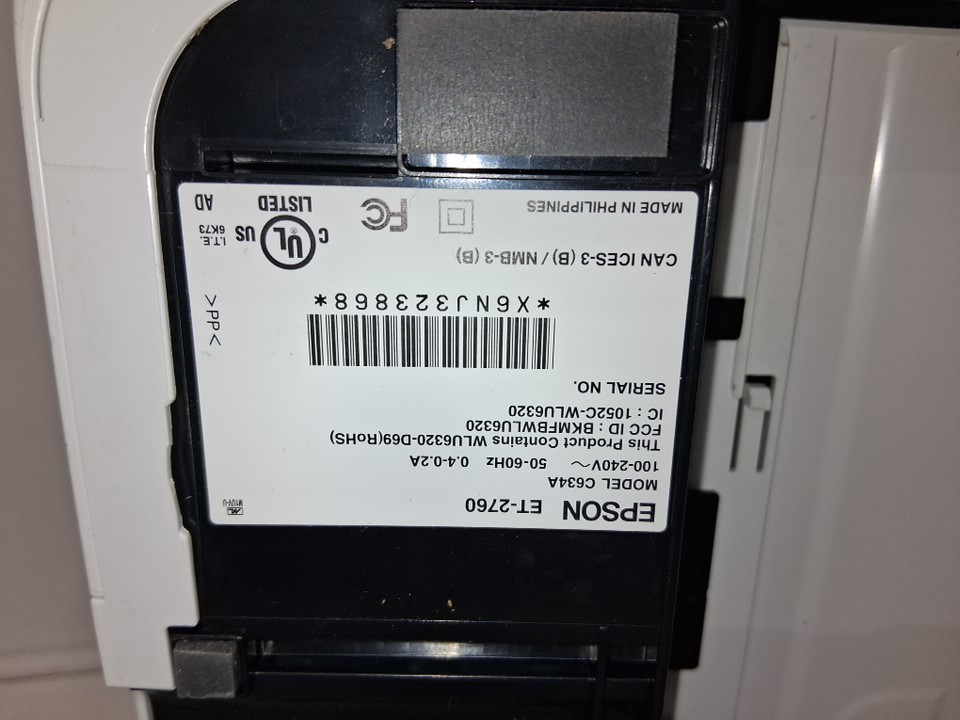 EPSON ET-2760
MODEL C634A
100-240V～ 50-60Hz 0.4-0.2A
This Product Contains WLU6320-D69(RoHS)
FCC ID : BKMFBWLU6320
IC : 1052C-WLU6320
SERIAL NO.
*X6NJ323868*
>PP<
CAN ICES-3 (B) / NMB-3 (B)
MADE IN PHILIPPINES
FC
C UL US
LISTED
I.T.E.
6K73
AD